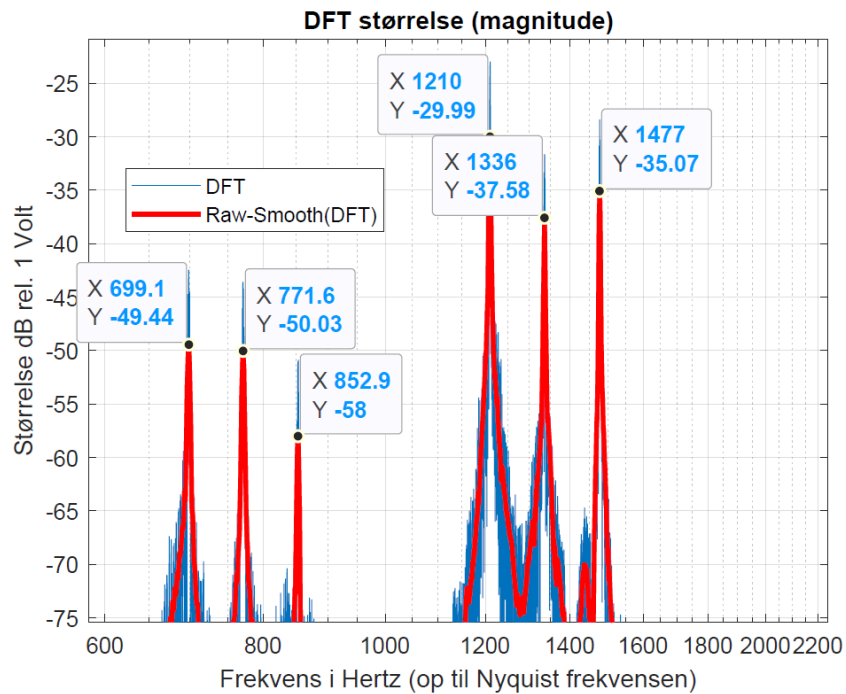 DFT størrelse (magnitude)
Størrelse dB rel. 1 Volt
-25
-30
-35
-40
-45
-50
-55
-60
-65
-70
-75
X 1210
Y -29.99
X 1336
Y -37.58
X 1477
Y -35.07
DFT
Raw-Smooth(DFT)
X 699.1
Y -49.44
X 771.6
Y -50.03
X 852.9
Y -58
600 800 1200 1400 1600 1800 2000 2200
Frekvens i Hertz (op til Nyquist frekvensen)